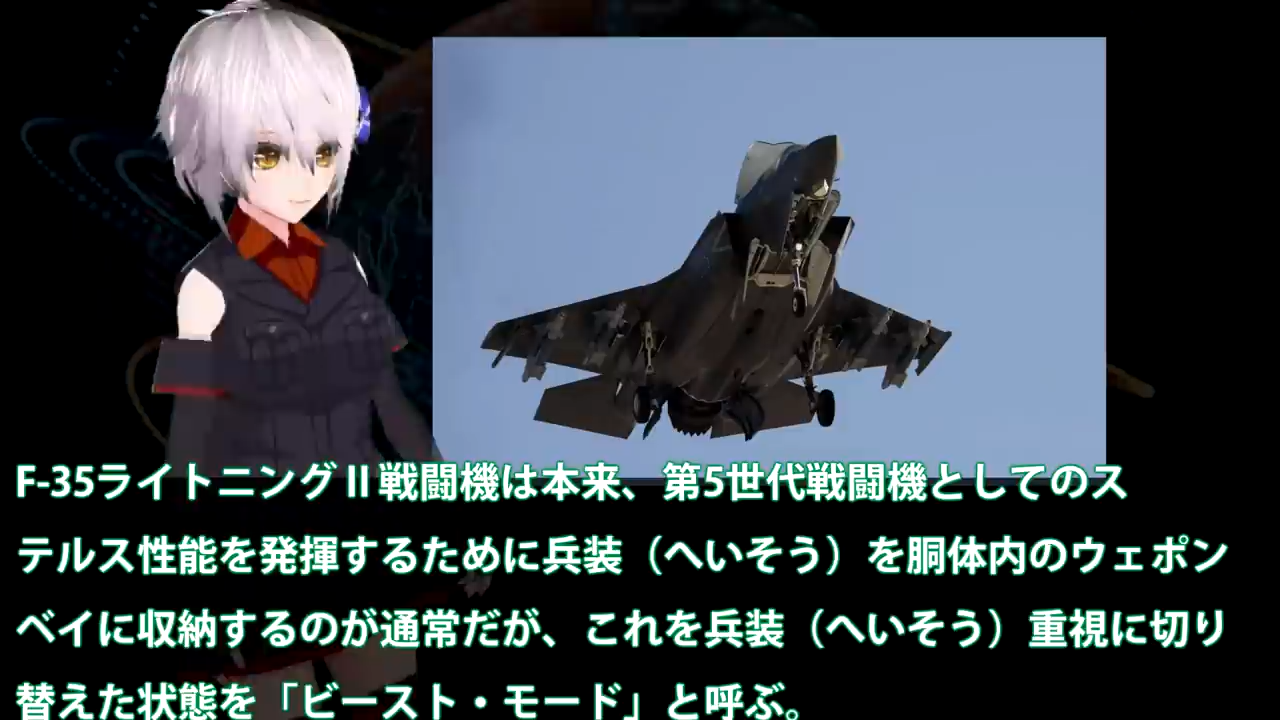 F-35ライトニングⅡ戦闘機は本来、第5世代戦闘機としてのス
テルス性能を発揮するために兵装（へいそう）を胴体内のウェポン
ベイに収納するのが通常だが、これを兵装（へいそう）重視に切り
替えた状態を「ビースト・モード」と呼ぶ。